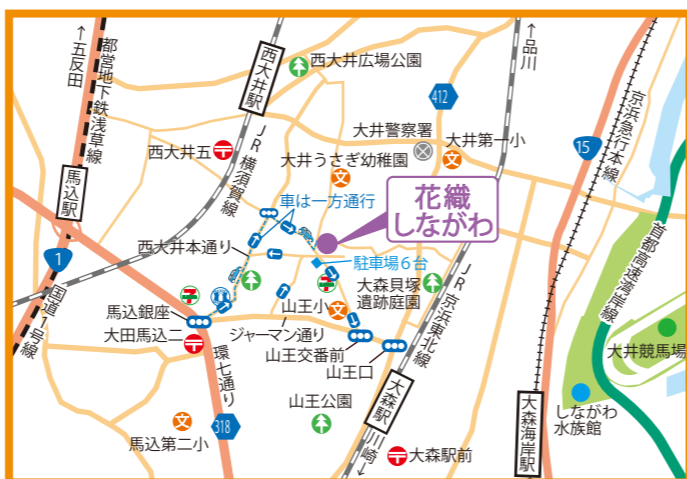 ←五反田
都営地下鉄浅草線
西大井駅
西大井広場公園
←品川
412
京浜急行本線
15
大井警察署
大井第一小
西大井五
JR横須賀線
大井うさぎ幼稚園
馬込駅
車は一方通行
花織
しながわ
首都高速湾岸線
1
国道1号線
西大井本通り
駐車場6台
JR京浜東北線
大森貝塚
遺跡庭園
馬込銀座
山王小
大田馬込二
ジャーマン通り
山王交番前
山王口
大井競馬場
環七通り
318
大森駅
山王公園
しながわ
水族館
大森海岸駅
馬込第二小
川崎→
大森駅前